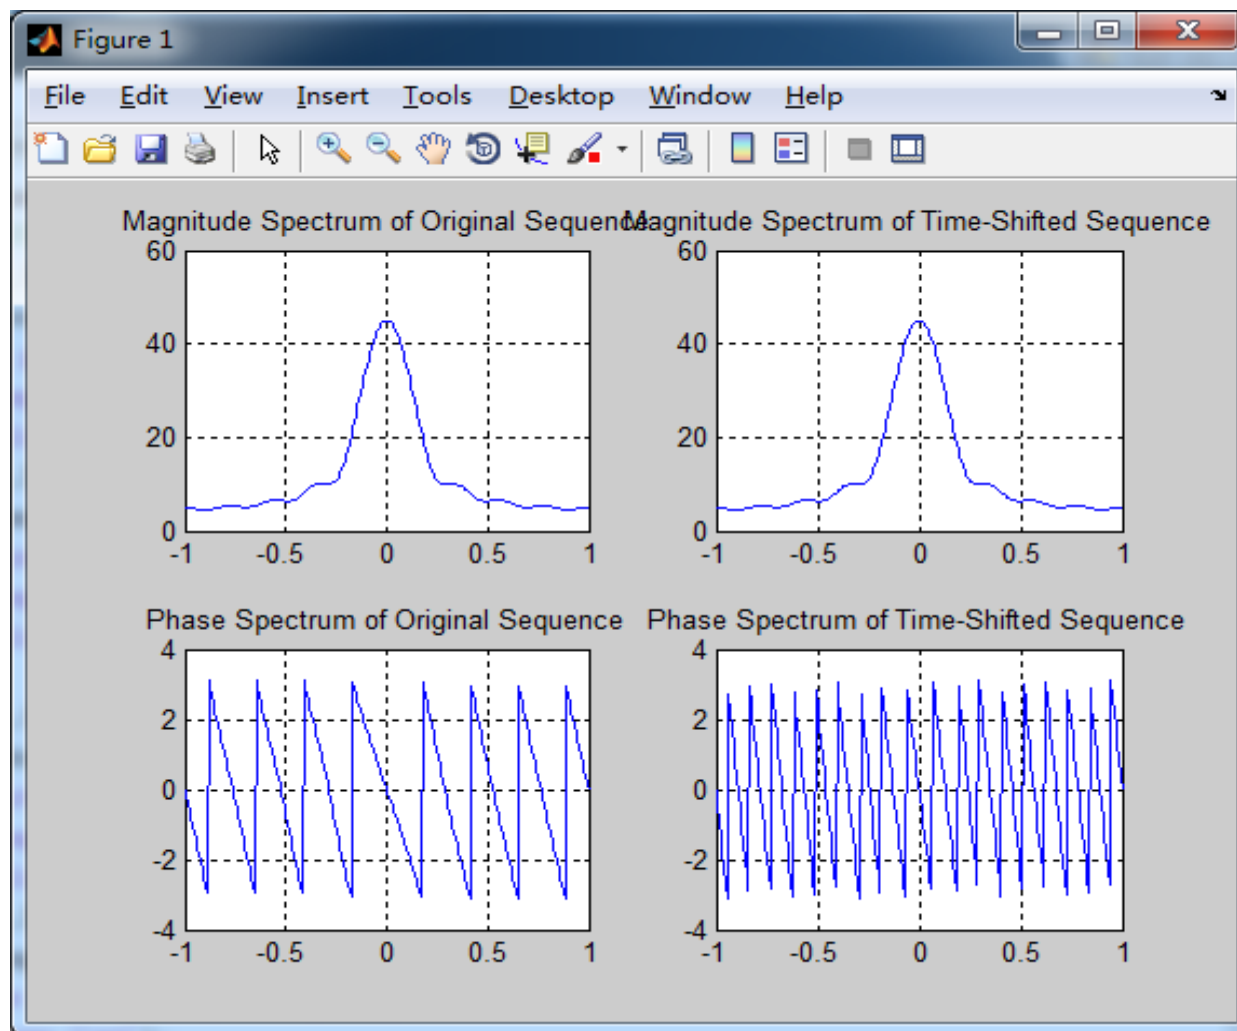 Figure 1
File Edit View Insert Tools Desktop Window Help
Magnitude Spectrum of Original Sequence
Magnitude Spectrum of Time-Shifted Sequence
60
40
20
0
-1 -0.5 0 0.5 1
60
40
20
0
-1 -0.5 0 0.5 1
Phase Spectrum of Original Sequence
Phase Spectrum of Time-Shifted Sequence
4
2
0
-2
-4
-1 -0.5 0 0.5 1
4
2
0
-2
-4
-1 -0.5 0 0.5 1